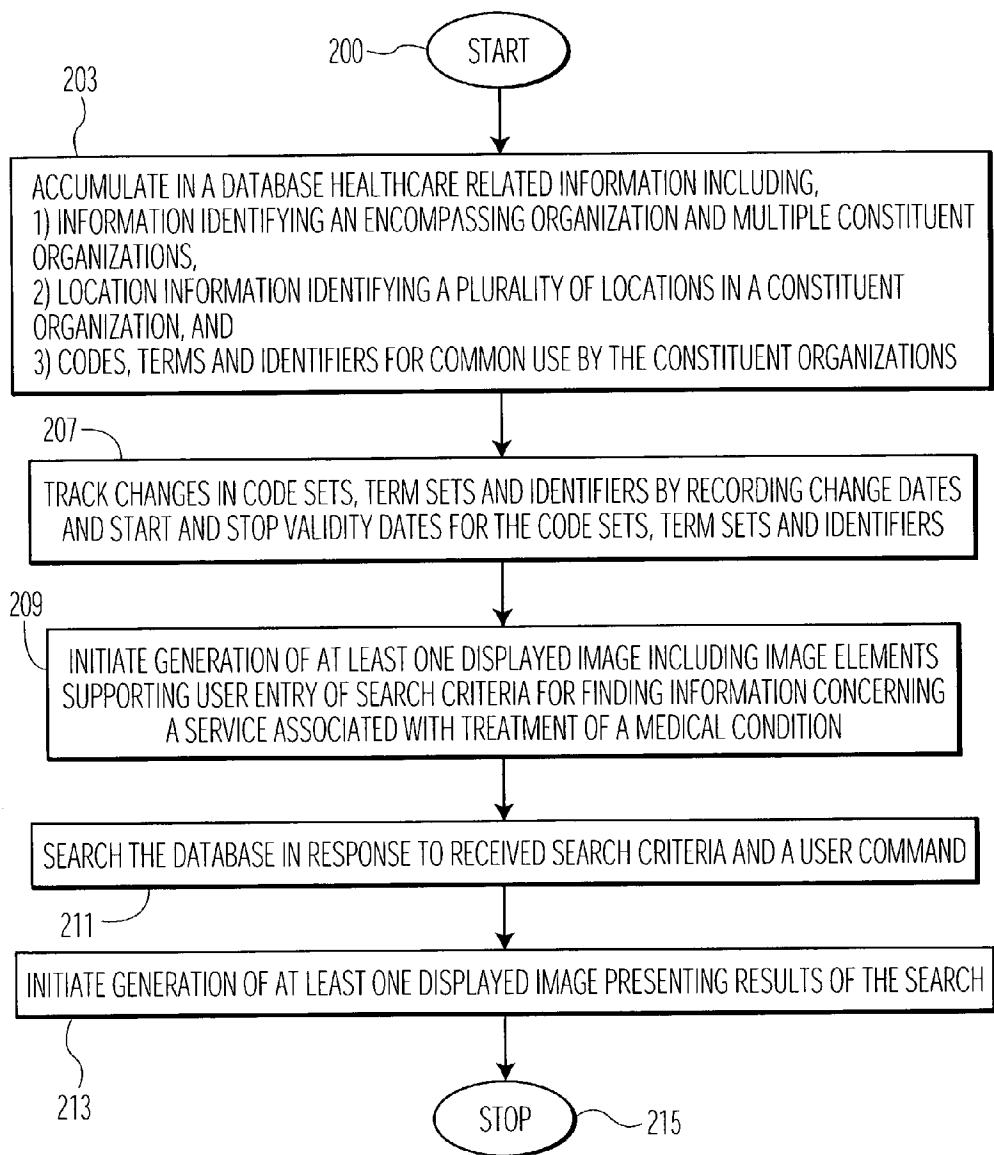 200
START
203
ACCUMULATE IN A DATABASE HEALTHCARE RELATED INFORMATION INCLUDING,
1) INFORMATION IDENTIFYING AN ENCOMPASSING ORGANIZATION AND MULTIPLE CONSTITUENT
ORGANIZATIONS,
2) LOCATION INFORMATION IDENTIFYING A PLURALITY OF LOCATIONS IN A CONSTITUENT
ORGANIZATION, AND
3) CODES, TERMS AND IDENTIFIERS FOR COMMON USE BY THE CONSTITUENT ORGANIZATIONS
207
TRACK CHANGES IN CODE SETS, TERM SETS AND IDENTIFIERS BY RECORDING CHANGE DATES
AND START AND STOP VALIDITY DATES FOR THE CODE SETS, TERM SETS AND IDENTIFIERS
209
INITIATE GENERATION OF AT LEAST ONE DISPLAYED IMAGE INCLUDING IMAGE ELEMENTS
SUPPORTING USER ENTRY OF SEARCH CRITERIA FOR FINDING INFORMATION CONCERNING
A SERVICE ASSOCIATED WITH TREATMENT OF A MEDICAL CONDITION
SEARCH THE DATABASE IN RESPONSE TO RECEIVED SEARCH CRITERIA AND A USER COMMAND
211
INITIATE GENERATION OF AT LEAST ONE DISPLAYED IMAGE PRESENTING RESULTS OF THE SEARCH
213
STOP
215